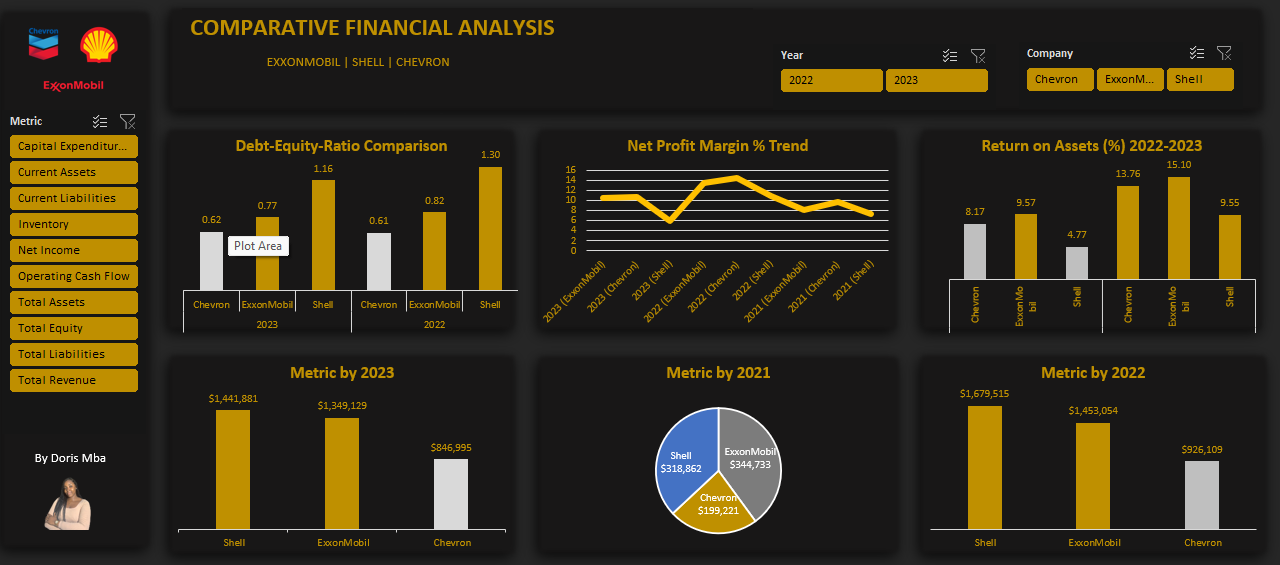 Chevron
ExxonMobil
COMPARATIVE FINANCIAL ANALYSIS
EXXONMOBIL | SHELL | CHEVRON
Year
2022
2023
Company
Chevron
ExxonM...
Shell
Metric
Capital Expenditur...
Current Assets
Current Liabilities
Inventory
Net Income
Operating Cash Flow
Total Assets
Total Equity
Total Liabilities
Total Revenue
By Doris Mba
Debt-Equity-Ratio Comparison
0.62
0.77
1.16
0.61
0.82
1.30
Plot Area
Chevron
ExxonMobil
Shell
Chevron
ExxonMobil
Shell
2023
2022
Net Profit Margin % Trend
16
14
12
10
8
6
4
2
0
2023 (ExxonMobil)
2023 (Chevron)
2023 (Shell)
2022 (ExxonMobil)
2022 (Chevron)
2022 (Shell)
2021 (ExxonMobil)
2021 (Chevron)
2021 (Shell)
Return on Assets (%) 2022-2023
8.17
9.57
4.77
13.76
15.10
9.55
Chevron
ExxonMo
bil
Shell
Chevron
ExxonMo
bil
Shell
Metric by 2023
$1,441,881
$1,349,129
$846,995
Shell
ExxonMobil
Chevron
Metric by 2021
Shell
$318,862
ExxonMobil
$344,733
Chevron
$199,221
Metric by 2022
$1,679,515
$1,453,054
$926,109
Shell
ExxonMobil
Chevron